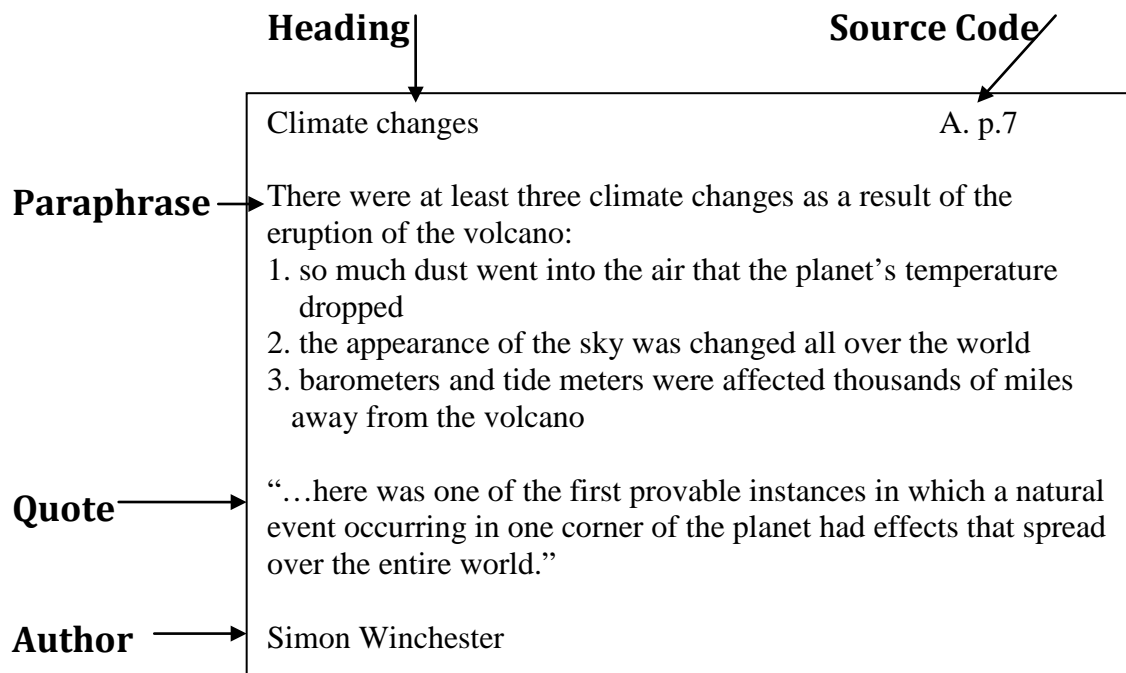 Heading Source Code
Climate changes A. p.7
Paraphrase There were at least three climate changes as a result of the
eruption of the volcano:
1. so much dust went into the air that the planet’s temperature
dropped
2. the appearance of the sky was changed all over the world
3. barometers and tide meters were affected thousands of miles
away from the volcano
Quote “…here was one of the first provable instances in which a natural
event occurring in one corner of the planet had effects that spread
over the entire world.”
Author Simon Winchester